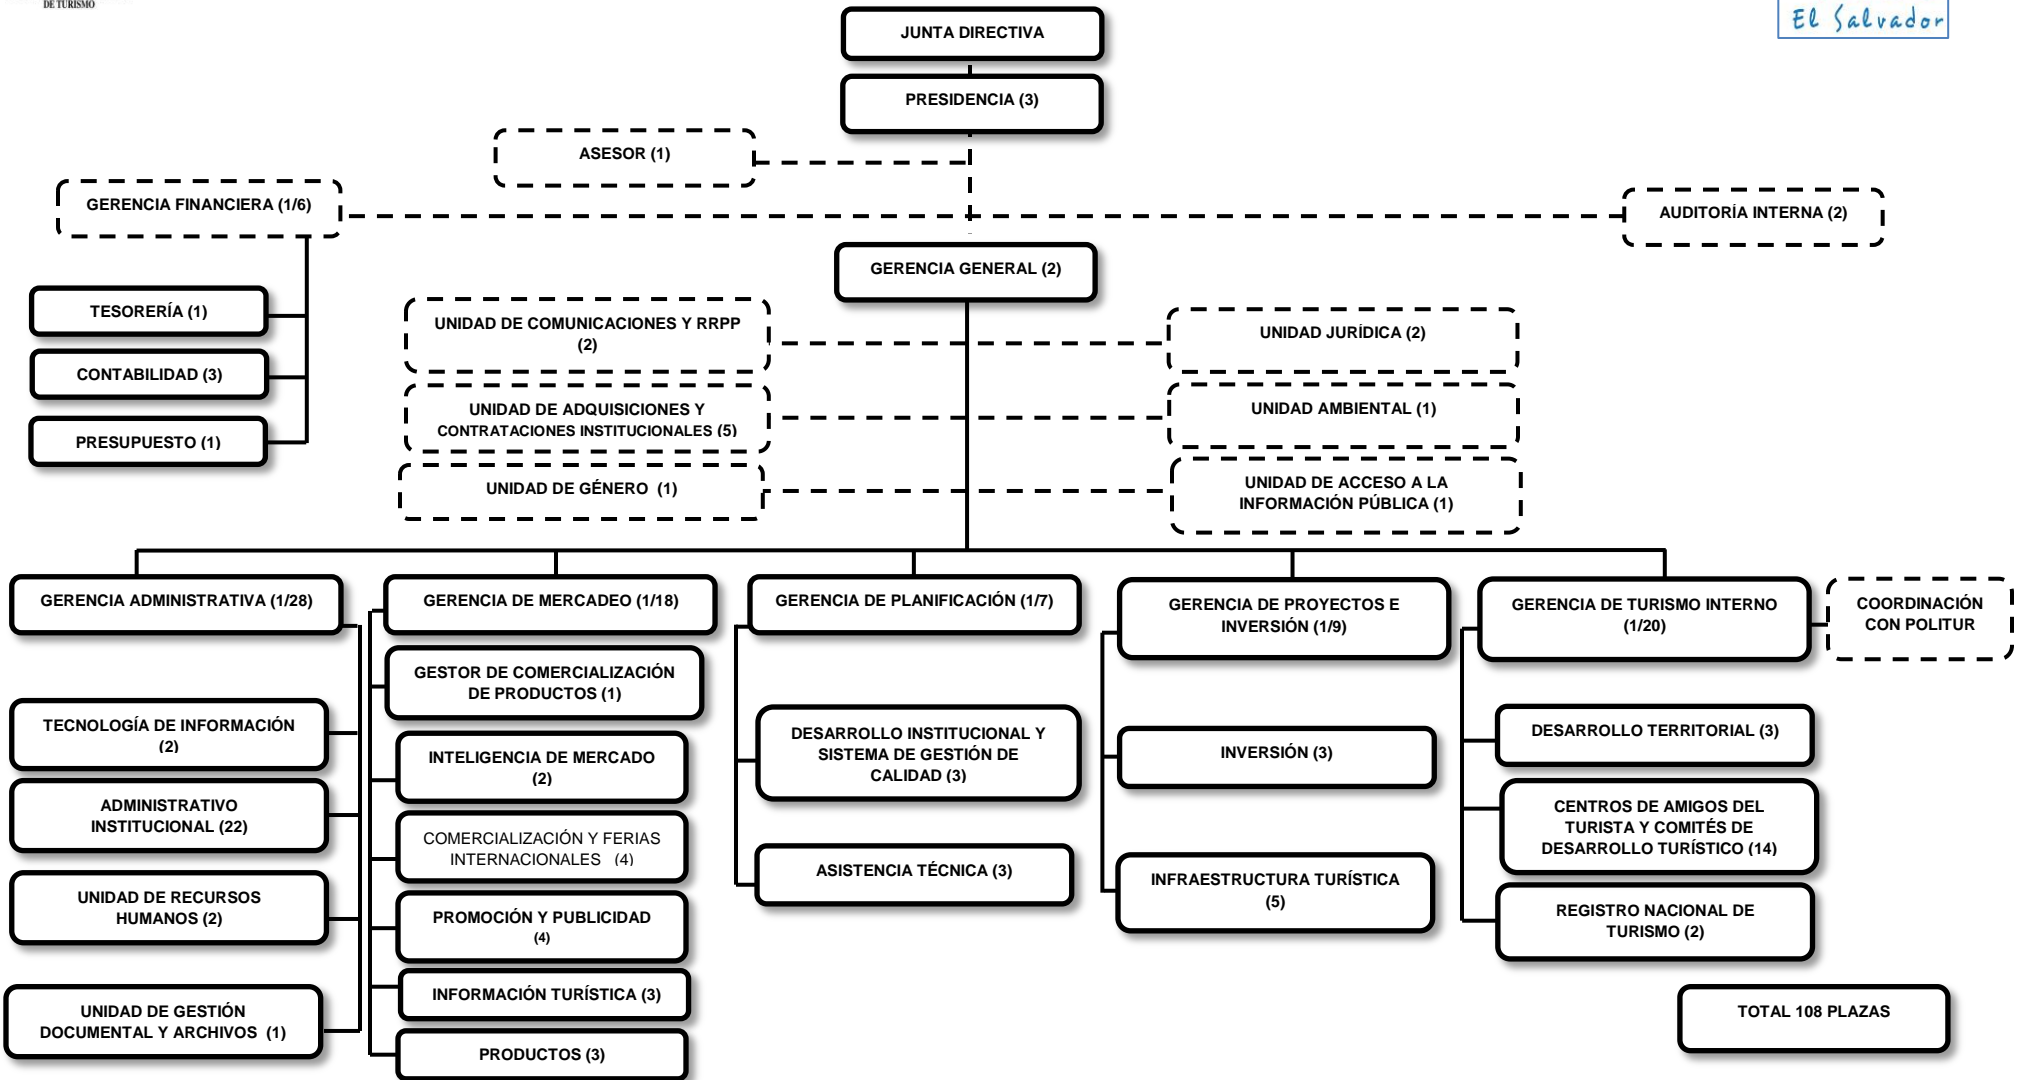 DE TURISMO
El Salvador
JUNTA DIRECTIVA
PRESIDENCIA (3)
ASESOR (1)
GERENCIA FINANCIERA (1/6)
AUDITORÍA INTERNA (2)
GERENCIA GENERAL (2)
TESORERÍA (1)
CONTABILIDAD (3)
PRESUPUESTO (1)
UNIDAD DE COMUNICACIONES Y RRPP
(2)
UNIDAD JURÍDICA (2)
UNIDAD DE ADQUISICIONES Y
CONTRATACIONES INSTITUCIONALES (5)
UNIDAD AMBIENTAL (1)
UNIDAD DE GÉNERO (1)
UNIDAD DE ACCESO A LA
INFORMACIÓN PÚBLICA (1)
GERENCIA ADMINISTRATIVA (1/28)
TECNOLOGÍA DE INFORMACIÓN
(2)
ADMINISTRATIVO
INSTITUCIONAL (22)
UNIDAD DE RECURSOS
HUMANOS (2)
UNIDAD DE GESTIÓN
DOCUMENTAL Y ARCHIVOS (1)
GERENCIA DE MERCADEO (1/18)
GESTOR DE COMERCIALIZACIÓN
DE PRODUCTOS (1)
INTELIGENCIA DE MERCADO
(2)
COMERCIALIZACIÓN Y FERIAS
INTERNACIONALES (4)
PROMOCIÓN Y PUBLICIDAD
(4)
INFORMACIÓN TURÍSTICA (3)
PRODUCTOS (3)
GERENCIA DE PLANIFICACIÓN (1/7)
DESARROLLO INSTITUCIONAL Y
SISTEMA DE GESTIÓN DE
CALIDAD (3)
ASISTENCIA TÉCNICA (3)
GERENCIA DE PROYECTOS E
INVERSIÓN (1/9)
INVERSIÓN (3)
INFRAESTRUCTURA TURÍSTICA
(5)
GERENCIA DE TURISMO INTERNO
(1/20)
COORDINACIÓN
CON POLITUR
DESARROLLO TERRITORIAL (3)
CENTROS DE AMIGOS DEL
TURISTA Y COMITÉS DE
DESARROLLO TURÍSTICO (14)
REGISTRO NACIONAL DE
TURISMO (2)
TOTAL 108 PLAZAS